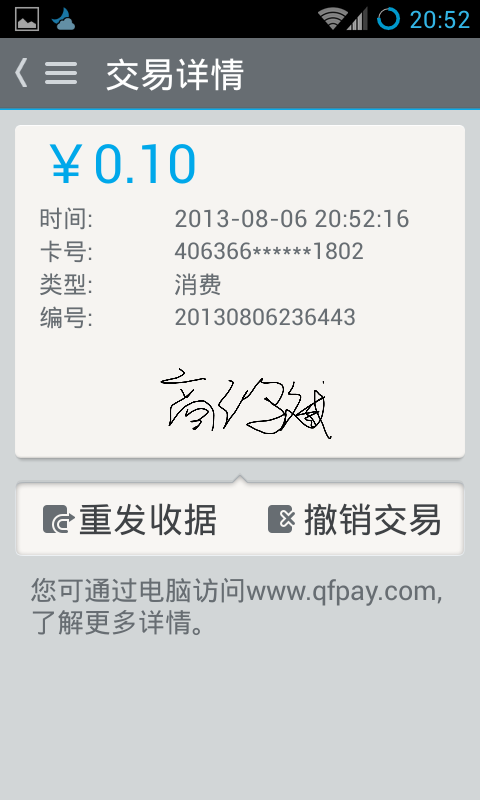 20:52
交易详情
￥0.10
时间: 2013-08-06 20:52:16
卡号: 406366******1802
类型: 消费
编号: 20130806236443
重发收据 撤销交易
您可通过电脑访问www.qfpay.com,
了解更多详情。